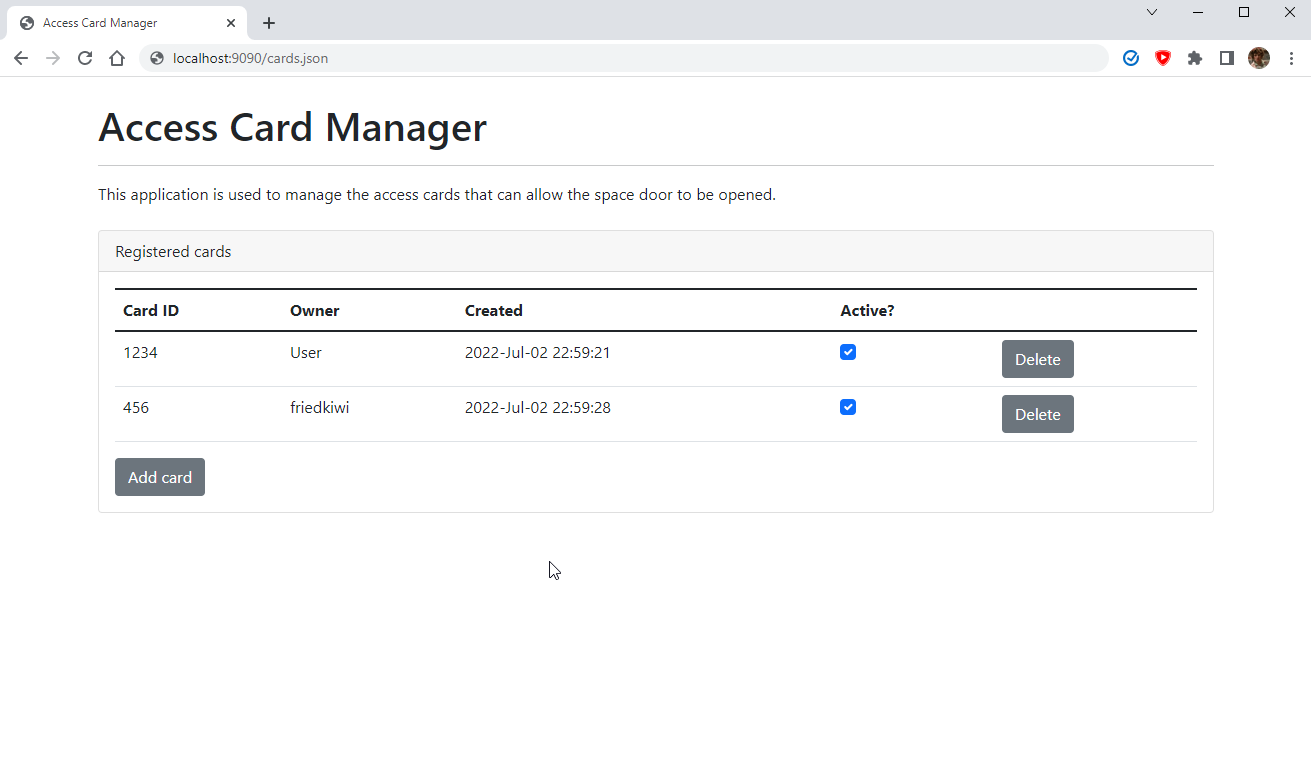 Access Card Manager
localhost:9090/cards.json
Access Card Manager
This application is used to manage the access cards that can allow the space door to be opened.
Registered cards
Card ID Owner Created Active?
1234 User 2022-Jul-02 22:59:21 Delete
456 friedkiwi 2022-Jul-02 22:59:28 Delete
Add card